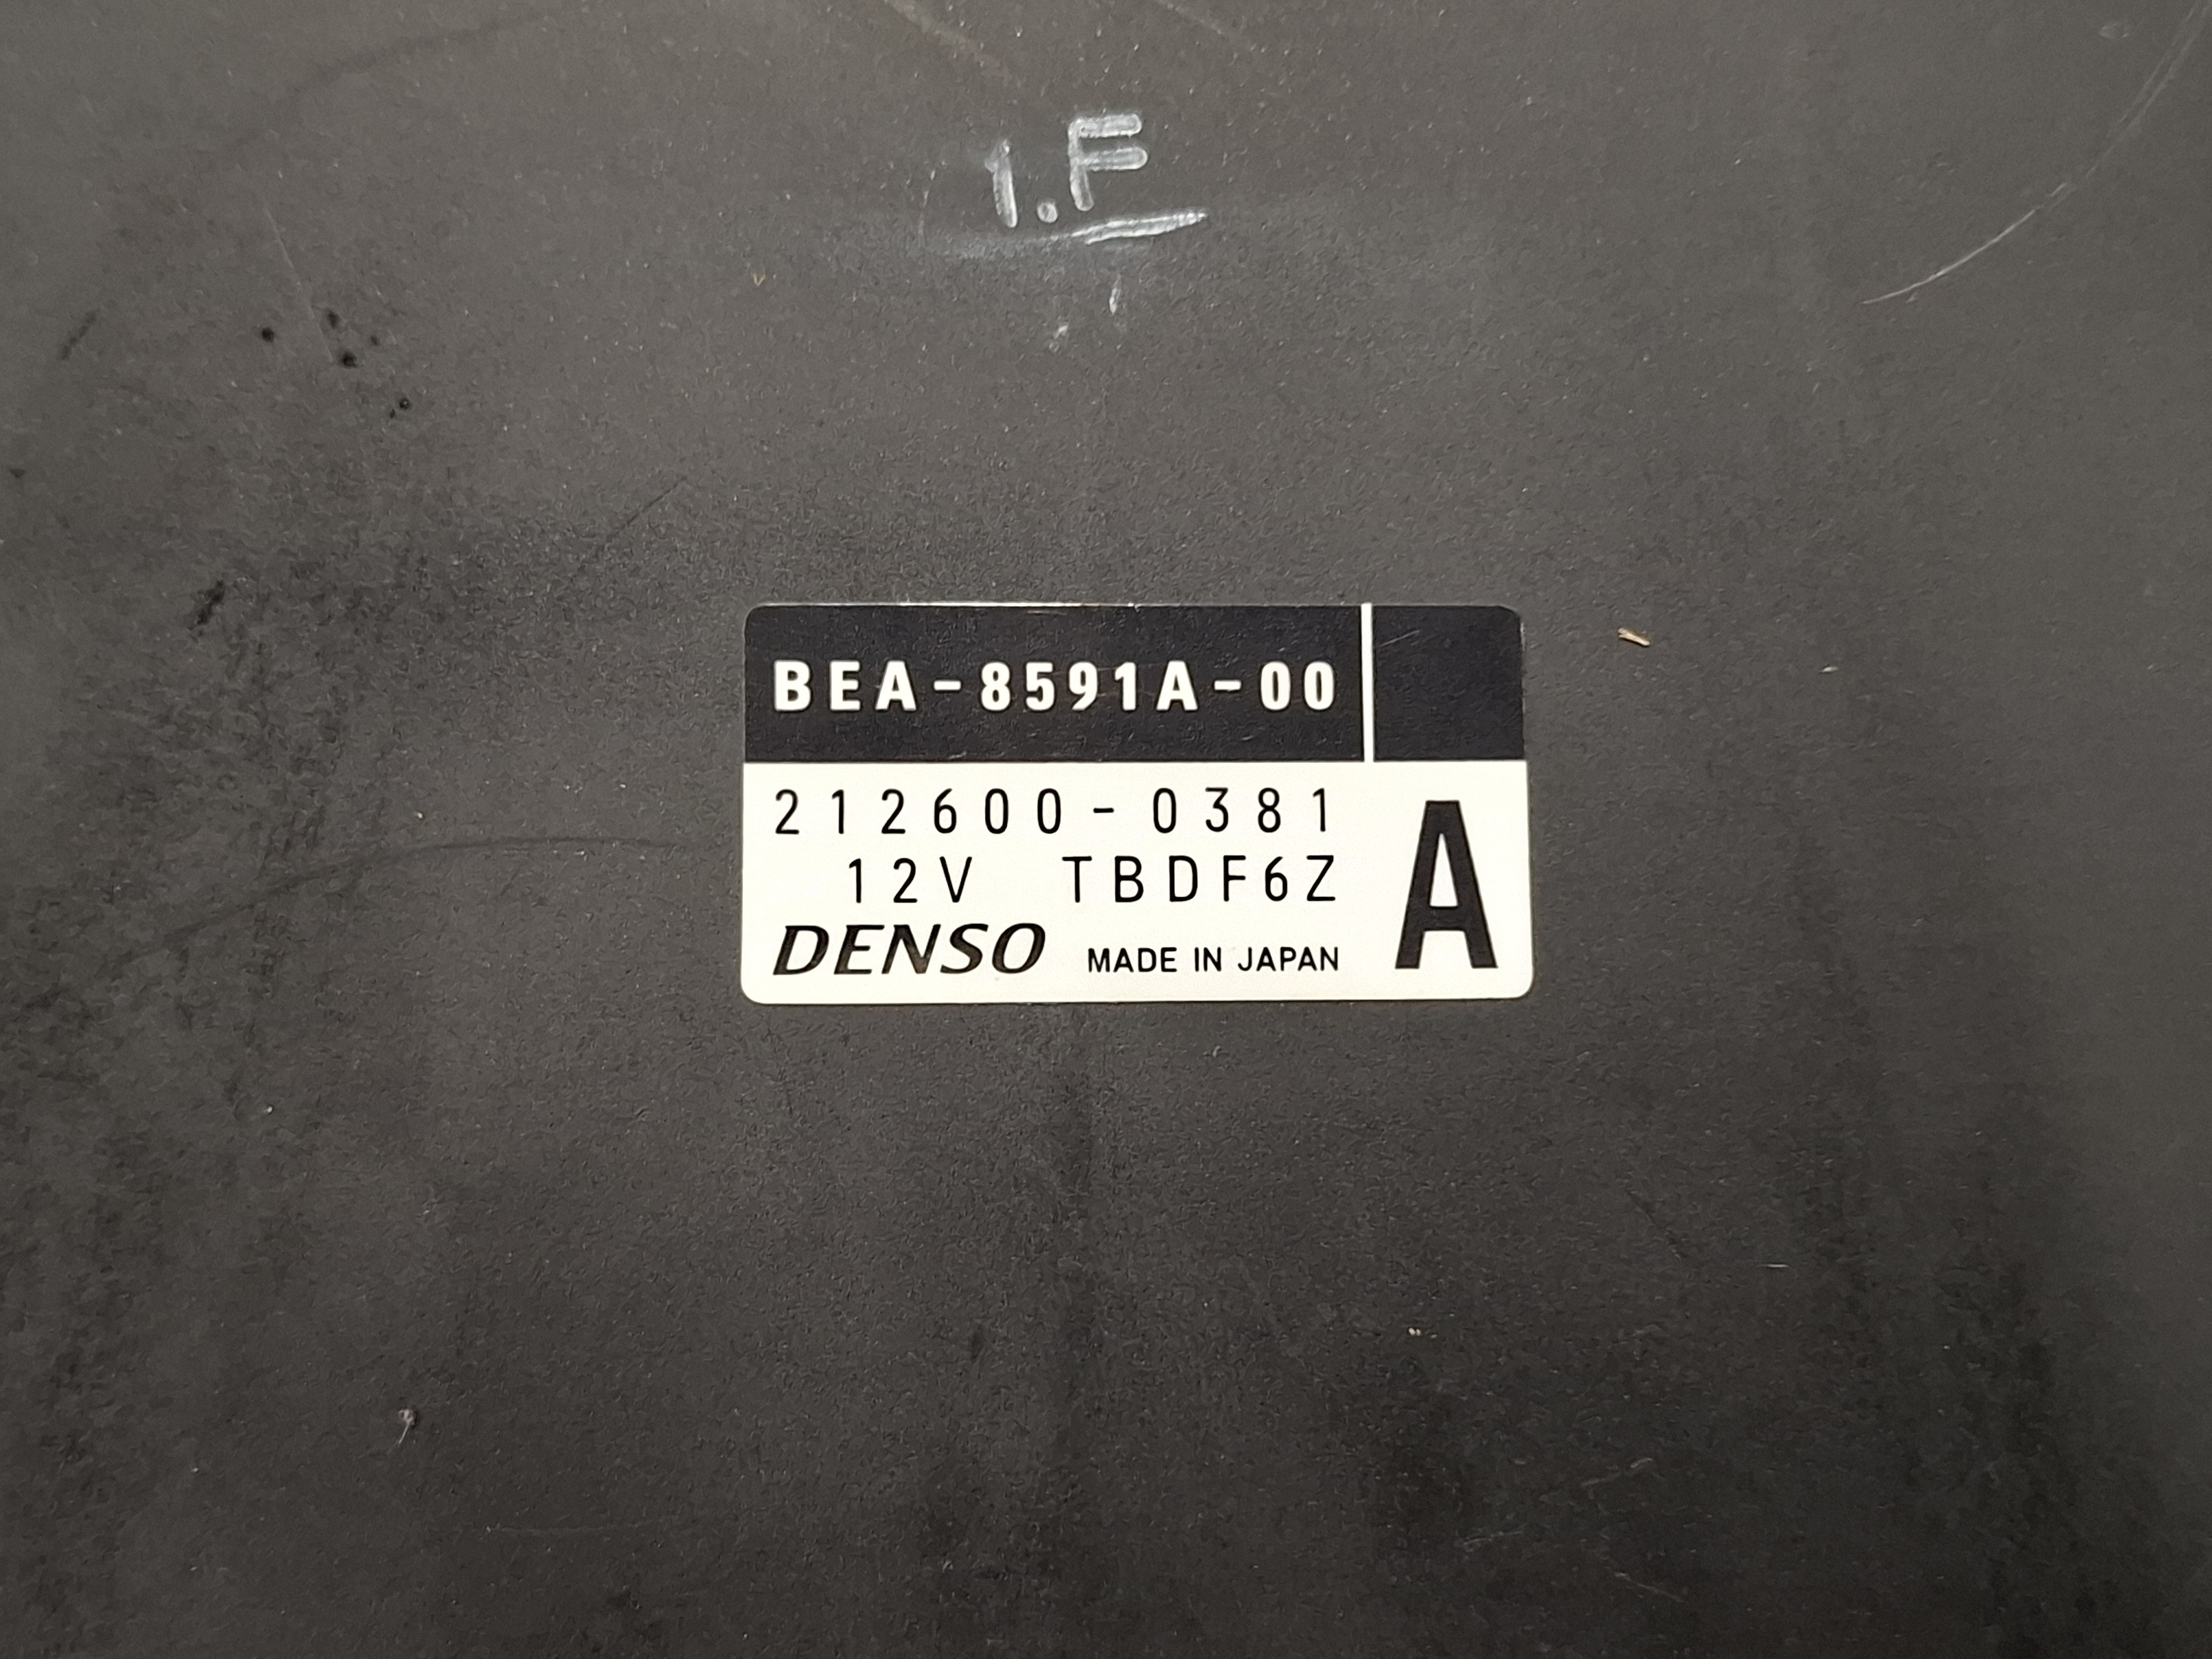 1.F
BEA-8591A-00
212600-0381
12V TBDF6Z
DENSO MADE IN JAPAN
A